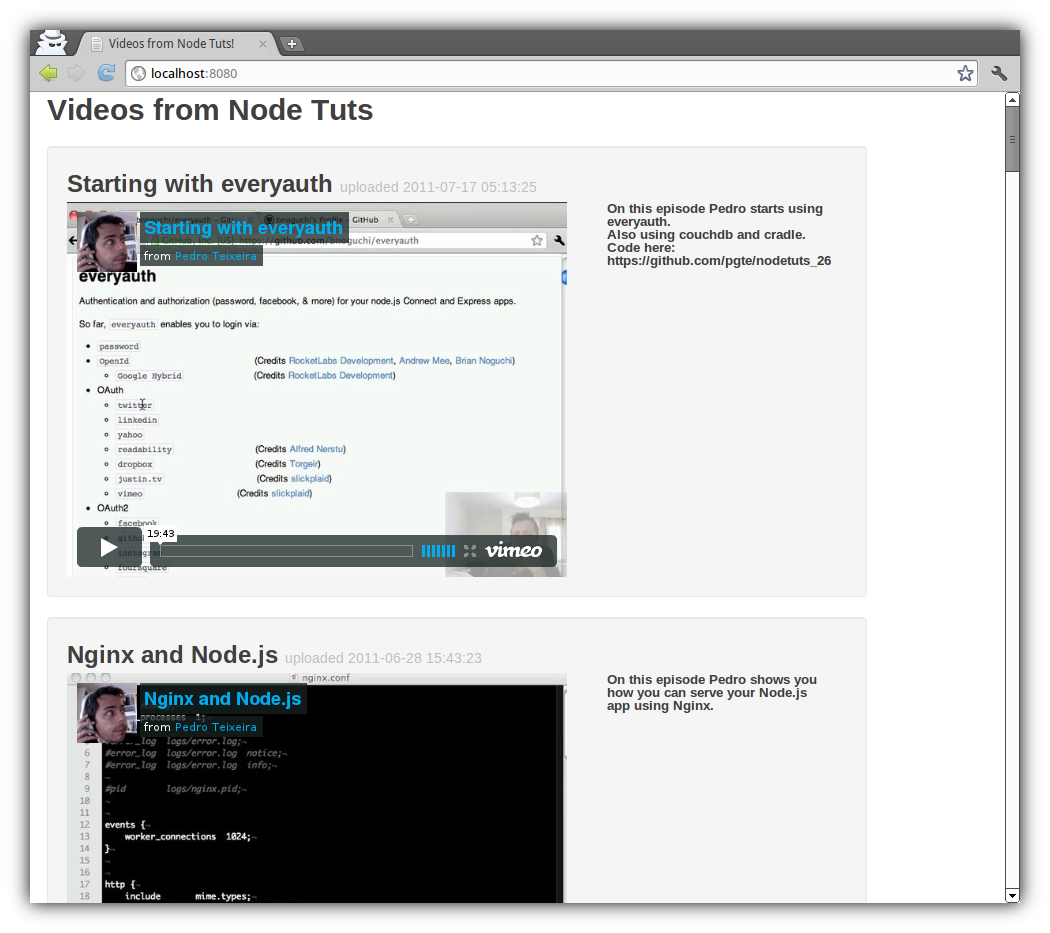 Videos from Node Tuts!
localhost:8080
Videos from Node Tuts
Starting with everyauth uploaded 2011-07-17 05:13:25
On this episode Pedro starts using
everyauth.
Also using couchdb and cradle.
Code here:
https://github.com/pgte/nodetuts_26
bnoguchi's Profile - GitHub
Starting with everyauth
GitHub, Inc. [US] https://github.com/bnoguchi/everyauth
from Pedro Teixeira
everyauth
Authentication and authorization (password, facebook, & more) for your node.js Connect and Express apps.
So far, everyauth enables you to login via:
password
OpenId (Credits RocketLabs Development, Andrew Mee, Brian Noguchi)
Google Hybrid (Credits RocketLabs Development)
OAuth
twitter
linkedin
yahoo
readability (Credits Alfred Nerstu)
dropbox (Credits Torgeir)
justin.tv (Credits slickplaid)
vimeo (Credits slickplaid)
OAuth2
facebook
19:43
vimeo
foursquare
Nginx and Node.js uploaded 2011-06-28 15:43:23
On this episode Pedro shows you
how you can serve your Node.js
app using Nginx.
nginx.conf
Nginx and Node.js
processes 1;
from Pedro Teixeira
#error_log logs/error.log;
6 #error_log logs/error.log notice;
7 #error_log logs/error.log info;
8
9 #pid logs/nginx.pid;
10
11
12 events {
13 worker_connections 1024;
14 }
15
16
17 http {
18 include mime.types;